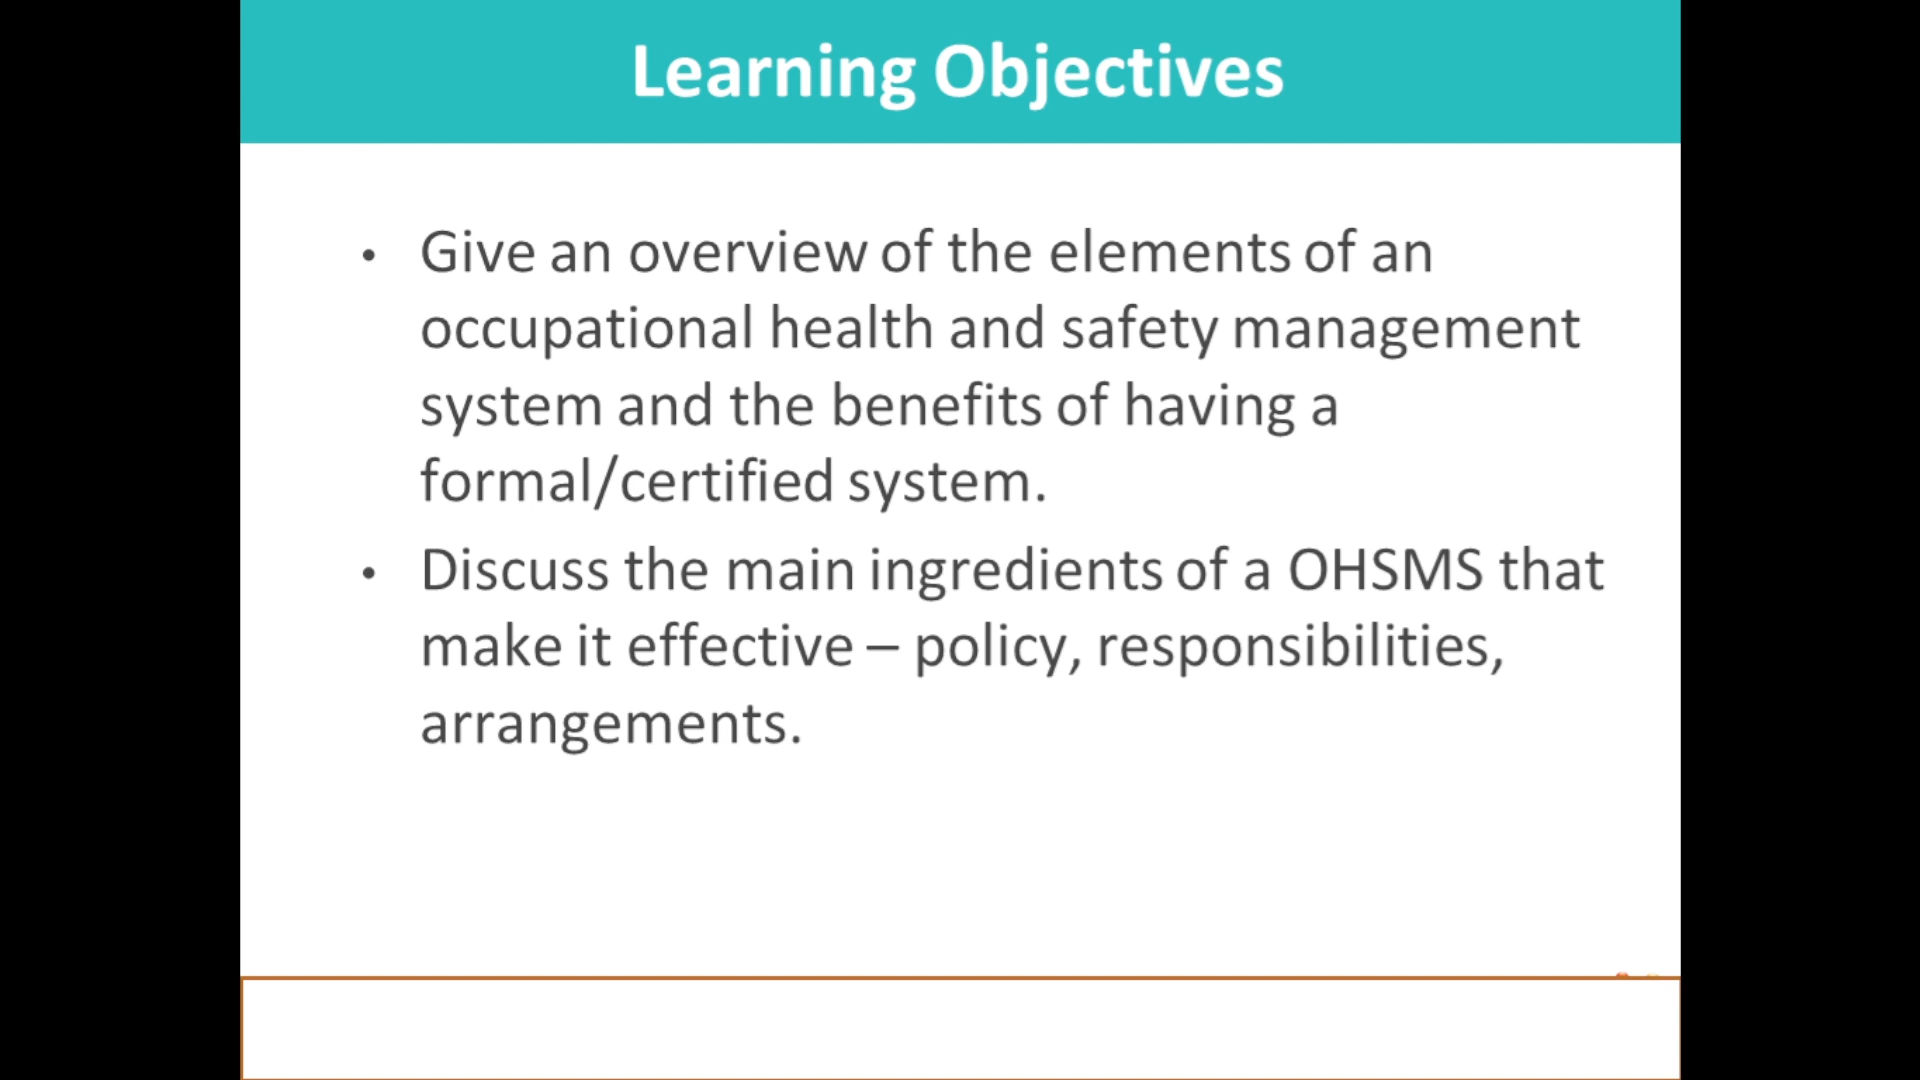 Learning Objectives
• Give an overview of the elements of an
occupational health and safety management
system and the benefits of having a
formal/certified system.
• Discuss the main ingredients of a OHSMS that
make it effective – policy, responsibilities,
arrangements.